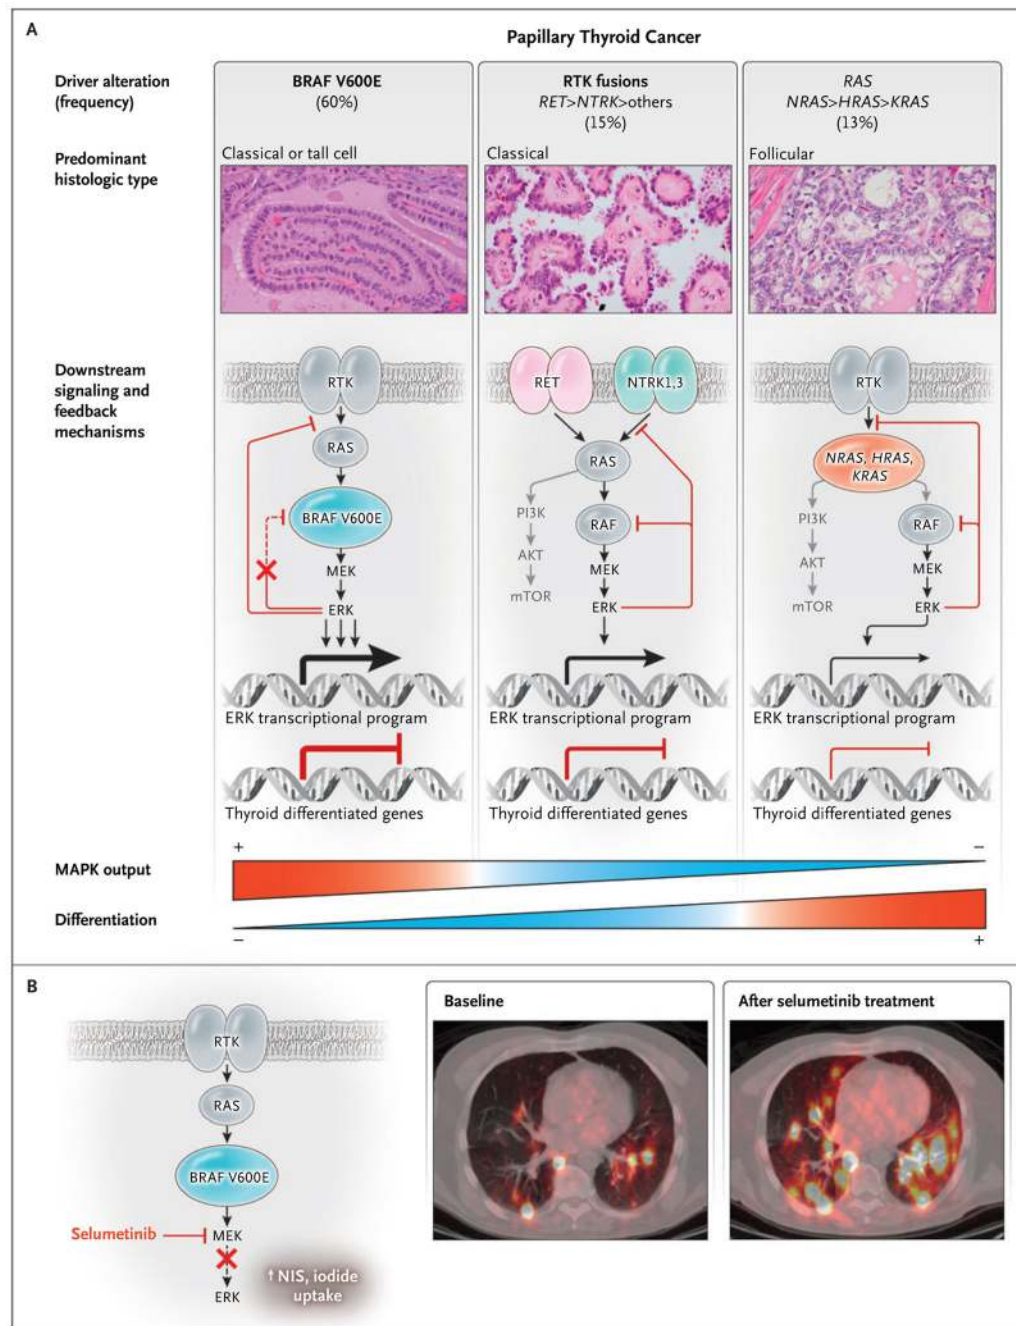 A
Papillary Thyroid Cancer
Driver alteration
(frequency)
BRAF V600E
(60%)
RTK fusions
RET>NTRK>others
(15%)
RAS
NRAS>HRAS>KRAS
(13%)
Predominant
histologic type
Classical or tall cell
Classical
Follicular
Downstream
signaling and
feedback
mechanisms
RTK
RAS
BRAF V600E
MEK
ERK
ERK transcriptional program
Thyroid differentiated genes
RET
NTRK1,3
RAS
PI3K
RAF
AKT
MEK
mTOR
ERK
ERK transcriptional program
Thyroid differentiated genes
RTK
NRAS, HRAS,
KRAS
PI3K
RAF
AKT
MEK
mTOR
ERK
ERK transcriptional program
Thyroid differentiated genes
MAPK output
+
−
Differentiation
−
+
B
RTK
RAS
BRAF V600E
Selumetinib
MEK
ERK
↑ NIS, iodide
uptake
Baseline
After selumetinib treatment